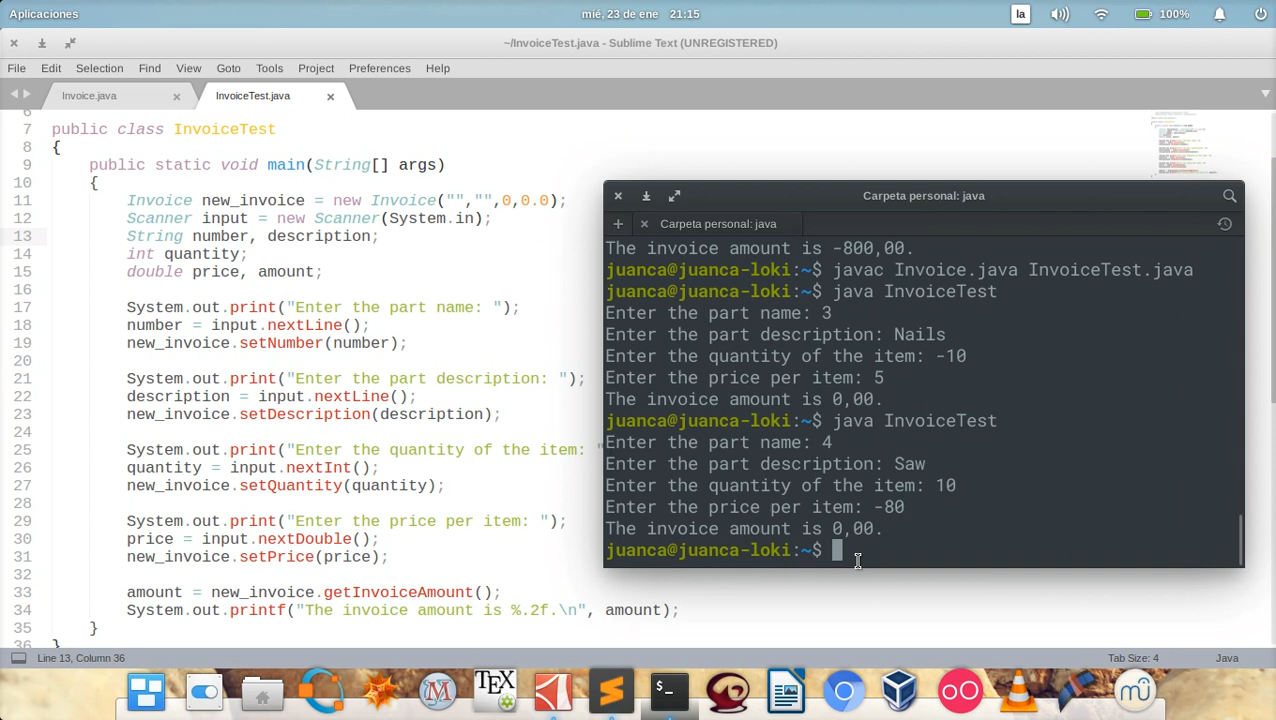 Aplicaciones
mié, 23 de ene 21:15
la
100%
~/InvoiceTest.java - Sublime Text (UNREGISTERED)
File Edit Selection Find View Goto Tools Project Preferences Help
Invoice.java
InvoiceTest.java
6
7 public class InvoiceTest
8 {
9 public static void main(String[] args)
10 {
11 Invoice new_invoice = new Invoice("","",0,0.0);
12 Scanner input = new Scanner(System.in);
13 String number, description;
14 int quantity;
15 double price, amount;
16
17 System.out.print("Enter the part name: ");
18 number = input.nextLine();
19 new_invoice.setNumber(number);
20
21 System.out.print("Enter the part description: ");
22 description = input.nextLine();
23 new_invoice.setDescription(description);
24
25 System.out.print("Enter the quantity of the item: "
26 quantity = input.nextInt();
27 new_invoice.setQuantity(quantity);
28
29 System.out.print("Enter the price per item: ");
30 price = input.nextDouble();
31 new_invoice.setPrice(price);
32
33 amount = new_invoice.getInvoiceAmount();
34 System.out.printf("The invoice amount is %.2f.\n", amount);
35 }
36 }
Carpeta personal: java
Carpeta personal: java
The invoice amount is -800,00.
juanca@juanca-loki:~$ javac Invoice.java InvoiceTest.java
juanca@juanca-loki:~$ java InvoiceTest
Enter the part name: 3
Enter the part description: Nails
Enter the quantity of the item: -10
Enter the price per item: 5
The invoice amount is 0,00.
juanca@juanca-loki:~$ java InvoiceTest
Enter the part name: 4
Enter the part description: Saw
Enter the quantity of the item: 10
Enter the price per item: -80
The invoice amount is 0,00.
juanca@juanca-loki:~$
Line 13, Column 36
Tab Size: 4
Java
TEX